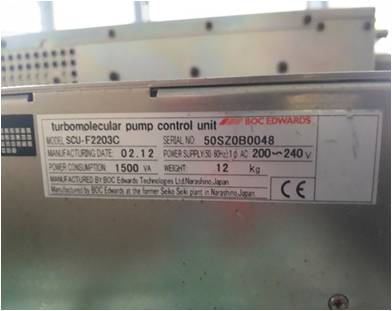 turbomolecular pump control unit BOC EDWARDS
MODEL SCU-F2203C SERIAL NO 50SZ0B0048
MANUFACTURING DATE 02.12 POWER SUPPLY(50-60Hz)1Φ AC 200〜240 V
POWER CONSUMPTION 1500 VA WEIGHT 12 kg
MANUFACTURED BY BOC Edwards Technologies Ltd.Narashino,Japan
Manufactured by BOC Edwards at the former Seiko Seiki plant in Narashino,Japan
CE